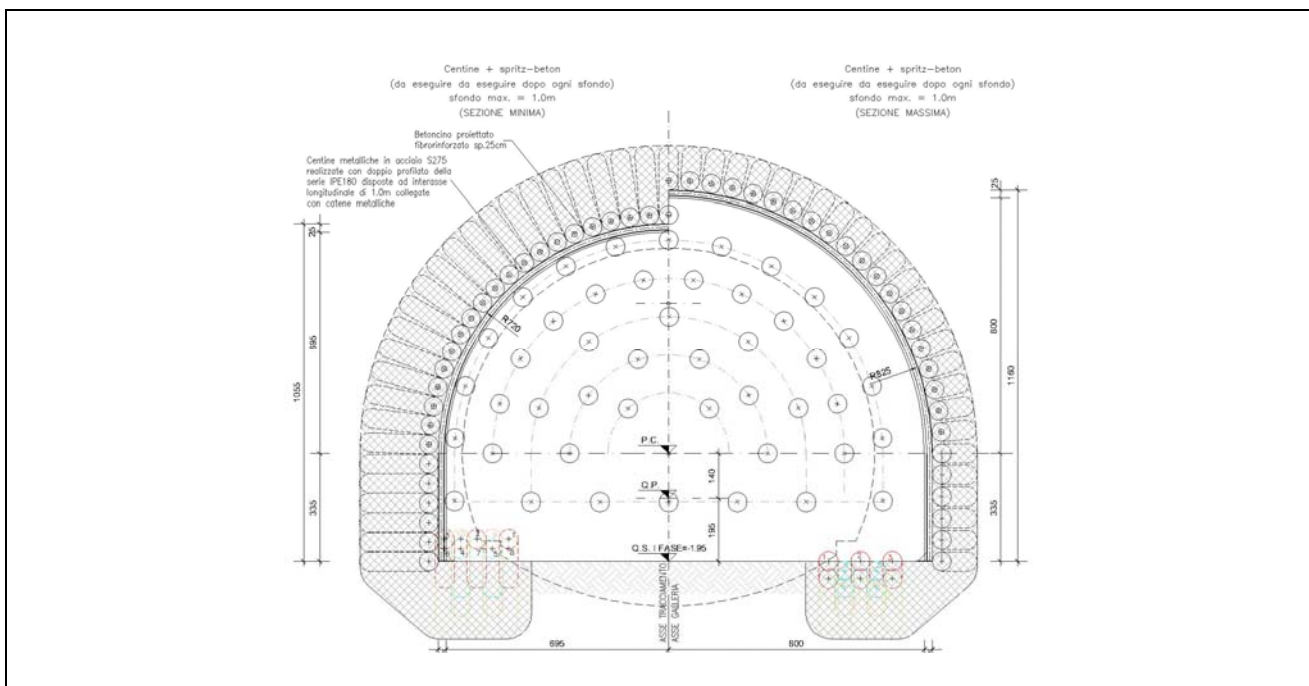 Centine + spritz-beton
(da eseguire da eseguire dopo ogni sfondo)
sfondo max. = 1.0m
(SEZIONE MINIMA)
Centine + spritz-beton
(da eseguire da eseguire dopo ogni sfondo)
sfondo max. = 1.0m
(SEZIONE MASSIMA)
Betoncino proiettato
fibrorinforzato sp.25cm
Centine metalliche in acciaio S275
realizzate con doppio profilato della
serie IPE180 disposte ad interasse
longitudinale di 1.0m collegate
con catene metalliche
25
25
R720
R825
695
800
1055
1160
P.C.
140
Q.P.
335
195
335
Q.S. I FASE=-1.95
ASSE TRACCIAMENTO
ASSE GALLERIA
695
800